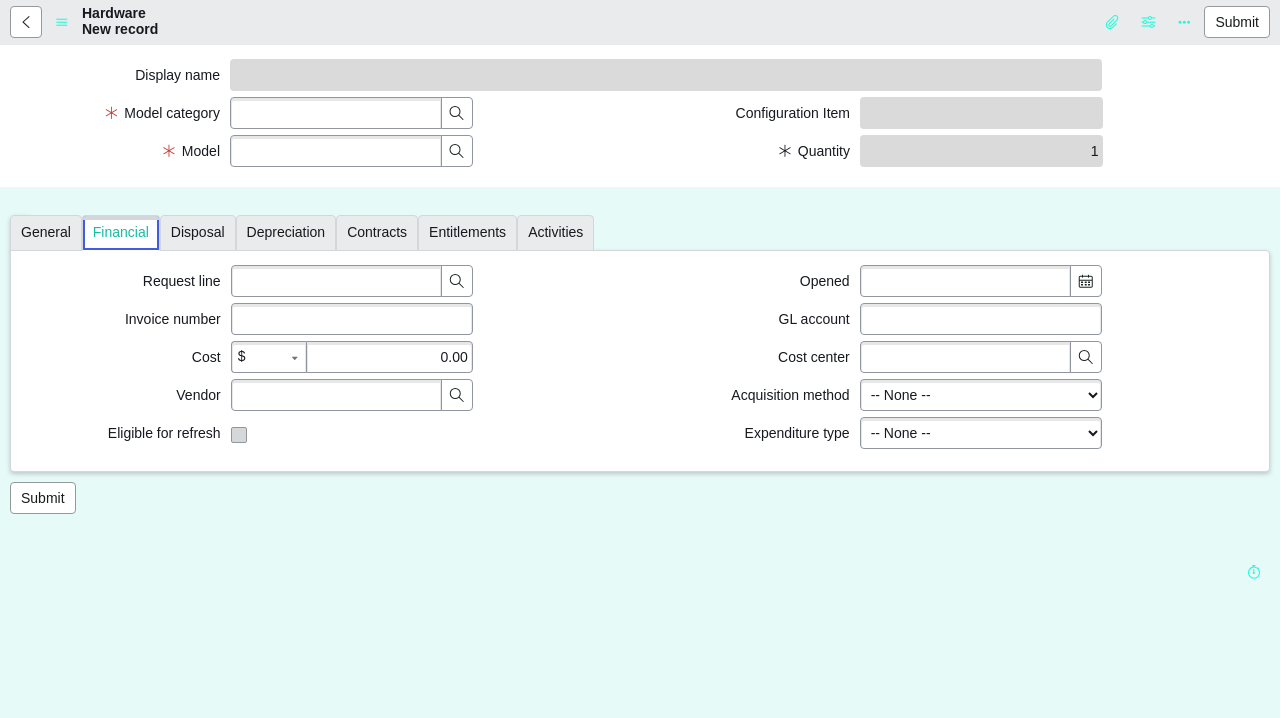 Hardware
New record
Submit
Display name
Model category
Configuration Item
Model
Quantity
1
General
Financial
Disposal
Depreciation
Contracts
Entitlements
Activities
Request line
Opened
Invoice number
GL account
Cost
$
0.00
Cost center
Vendor
Acquisition method
-- None --
Eligible for refresh
Expenditure type
-- None --
Submit